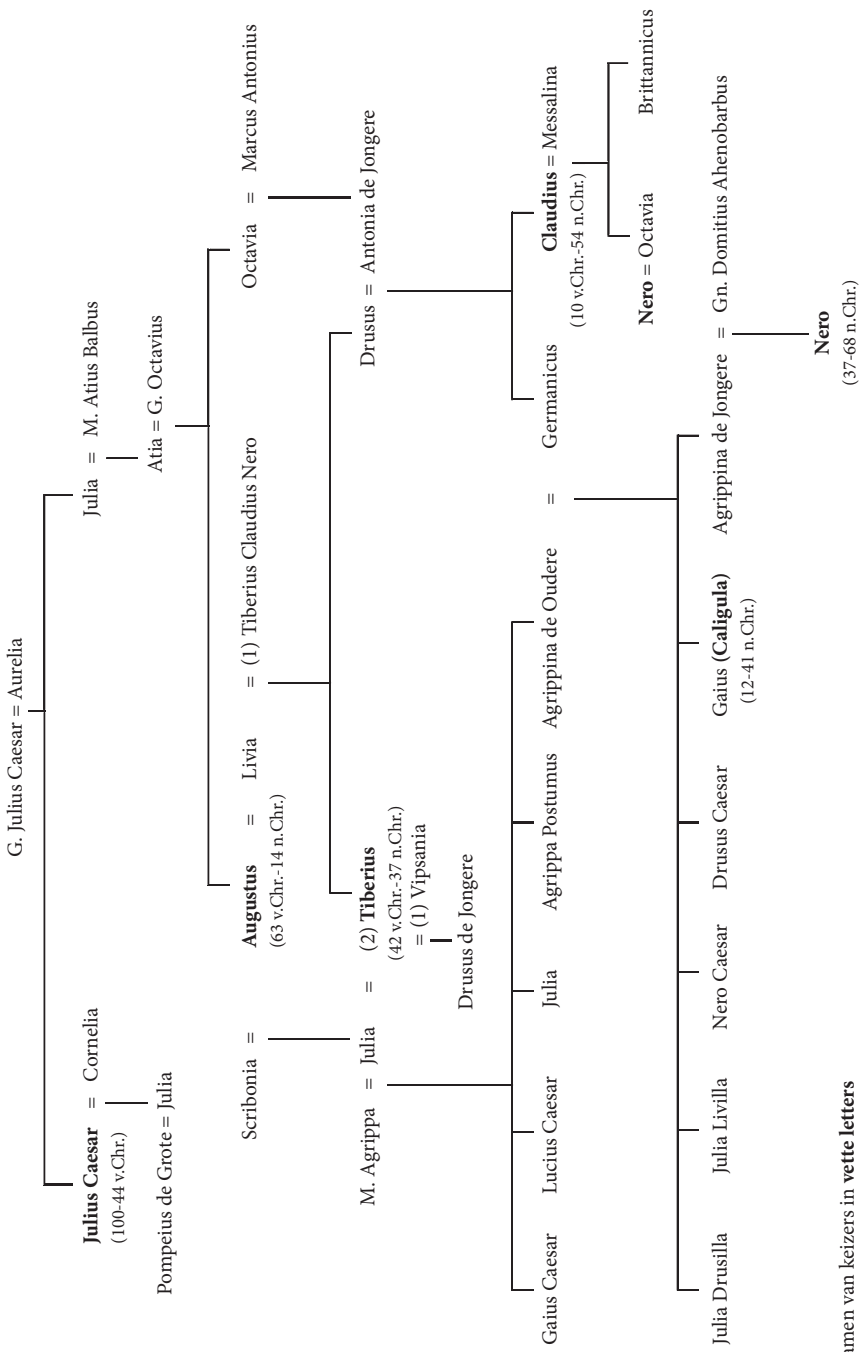 G. Julius Caesar = Aurelia
Julius Caesar = Cornelia
(100-44 v.Chr.)
Julia = M. Atius Balbus
Pompeius de Grote = Julia
Atia = G. Octavius
Scribonia =
Augustus = Livia = (1) Tiberius Claudius Nero
(63 v.Chr.-14 n.Chr.)
Octavia = Marcus Antonius
M. Agrippa = Julia = (2) Tiberius
(42 v.Chr.-37 n.Chr.)
= (1) Vipsania
Drusus = Antonia de Jongere
Drusus de Jongere
Gaius Caesar Lucius Caesar Julia Agrippa Postumus Agrippina de Oudere = Germanicus
Claudius = Messalina
(10 v.Chr.-54 n.Chr.)
Nero = Octavia Brittannicus
Julia Drusilla Julia Livilla Nero Caesar Drusus Caesar Gaius (Caligula) Agrippina de Jongere = Gn. Domitius Ahenobarbus
(12-41 n.Chr.)
Nero
(37-68 n.Chr.)
van keizers in vette letters